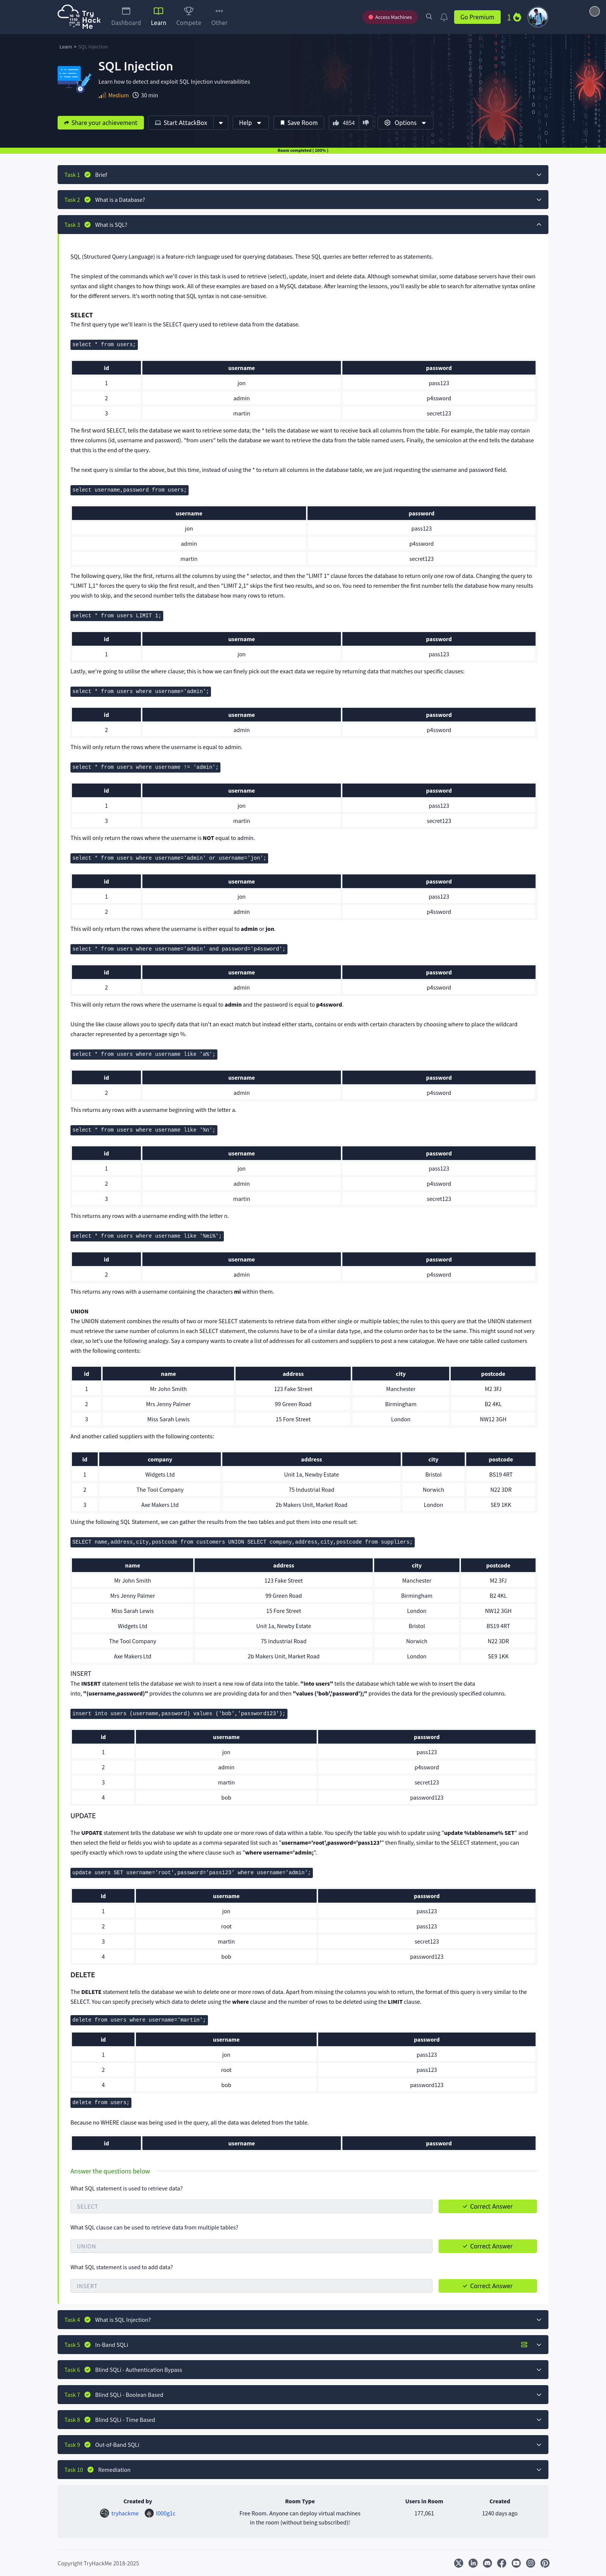 Try
Hack
Me
Dashboard
Learn
Compete
Other
Access Machines
Go Premium
1
Learn > SQL Injection
SQL Injection
Learn how to detect and exploit SQL Injection vulnerabilities
Medium 30 min
Share your achievement
Start AttackBox
Help
Save Room
4854
Options
Room completed ( 100% )
Task 1 Brief
Task 2 What is a Database?
Task 3 What is SQL?
SQL (Structured Query Language) is a feature-rich language used for querying databases. These SQL queries are better referred to as statements.
The simplest of the commands which we'll cover in this task is used to retrieve (select), update, insert and delete data. Although somewhat similar, some database servers have their own
syntax and slight changes to how things work. All of these examples are based on a MySQL database. After learning the lessons, you'll easily be able to search for alternative syntax online
for the different servers. It's worth noting that SQL syntax is not case-sensitive.
SELECT
The first query type we'll learn is the SELECT query used to retrieve data from the database.
select * from users;
id username password
1 jon pass123
2 admin p4ssword
3 martin secret123
The first word SELECT, tells the database we want to retrieve some data; the * tells the database we want to receive back all columns from the table. For example, the table may contain
three columns (id, username and password). "from users" tells the database we want to retrieve the data from the table named users. Finally, the semicolon at the end tells the database
that this is the end of the query.
The next query is similar to the above, but this time, instead of using the * to return all columns in the database table, we are just requesting the username and password field.
select username,password from users;
username password
jon pass123
admin p4ssword
martin secret123
The following query, like the first, returns all the columns by using the * selector, and then the "LIMIT 1" clause forces the database to return only one row of data. Changing the query to
"LIMIT 1,1" forces the query to skip the first result, and then "LIMIT 2,1" skips the first two results, and so on. You need to remember the first number tells the database how many results
you wish to skip, and the second number tells the database how many rows to return.
select * from users LIMIT 1;
id username password
1 jon pass123
Lastly, we're going to utilise the where clause; this is how we can finely pick out the exact data we require by returning data that matches our specific clauses:
select * from users where username='admin';
id username password
2 admin p4ssword
This will only return the rows where the username is equal to admin.
select * from users where username != 'admin';
id username password
1 jon pass123
3 martin secret123
This will only return the rows where the username is NOT equal to admin.
select * from users where username='admin' or username='jon';
id username password
1 jon pass123
2 admin p4ssword
This will only return the rows where the username is either equal to admin or jon.
select * from users where username='admin' and password='p4ssword';
id username password
2 admin p4ssword
This will only return the rows where the username is equal to admin and the password is equal to p4ssword.
Using the like clause allows you to specify data that isn't an exact match but instead either starts, contains or ends with certain characters by choosing where to place the wildcard
character represented by a percentage sign %.
select * from users where username like 'a%';
id username password
2 admin p4ssword
This returns any rows with a username beginning with the letter a.
select * from users where username like '%n';
id username password
1 jon pass123
2 admin p4ssword
3 martin secret123
This returns any rows with a username ending with the letter n.
select * from users where username like '%mi%';
id username password
2 admin p4ssword
This returns any rows with a username containing the characters mi within them.
UNION
The UNION statement combines the results of two or more SELECT statements to retrieve data from either single or multiple tables; the rules to this query are that the UNION statement
must retrieve the same number of columns in each SELECT statement, the columns have to be of a similar data type, and the column order has to be the same. This might sound not very
clear, so let's use the following analogy. Say a company wants to create a list of addresses for all customers and suppliers to post a new catalogue. We have one table called customers
with the following contents:
id name address city postcode
1 Mr John Smith 123 Fake Street Manchester M2 3FJ
2 Mrs Jenny Palmer 99 Green Road Birmingham B2 4KL
3 Miss Sarah Lewis 15 Fore Street London NW12 3GH
And another called suppliers with the following contents:
id company address city postcode
1 Widgets Ltd Unit 1a, Newby Estate Bristol BS19 4RT
2 The Tool Company 75 Industrial Road Norwich N22 3DR
3 Axe Makers Ltd 2b Makers Unit, Market Road London SE9 1KK
Using the following SQL Statement, we can gather the results from the two tables and put them into one result set:
SELECT name,address,city,postcode from customers UNION SELECT company,address,city,postcode from suppliers;
name address city postcode
Mr John Smith 123 Fake Street Manchester M2 3FJ
Mrs Jenny Palmer 99 Green Road Birmingham B2 4KL
Miss Sarah Lewis 15 Fore Street London NW12 3GH
Widgets Ltd Unit 1a, Newby Estate Bristol BS19 4RT
The Tool Company 75 Industrial Road Norwich N22 3DR
Axe Makers Ltd 2b Makers Unit, Market Road London SE9 1KK
INSERT
The INSERT statement tells the database we wish to insert a new row of data into the table. "into users" tells the database which table we wish to insert the data
into, "(username,password)" provides the columns we are providing data for and then "values ('bob','password');" provides the data for the previously specified columns.
insert into users (username,password) values ('bob','password123');
id username password
1 jon pass123
2 admin p4ssword
3 martin secret123
4 bob password123
UPDATE
The UPDATE statement tells the database we wish to update one or more rows of data within a table. You specify the table you wish to update using "update %tablename% SET" and
then select the field or fields you wish to update as a comma-separated list such as "username='root',password='pass123'" then finally, similar to the SELECT statement, you can
specify exactly which rows to update using the where clause such as "where username='admin;".
update users SET username='root',password='pass123' where username='admin';
id username password
1 jon pass123
2 root pass123
3 martin secret123
4 bob password123
DELETE
The DELETE statement tells the database we wish to delete one or more rows of data. Apart from missing the columns you wish to return, the format of this query is very similar to the
SELECT. You can specify precisely which data to delete using the where clause and the number of rows to be deleted using the LIMIT clause.
delete from users where username='martin';
id username password
1 jon pass123
2 root pass123
4 bob password123
delete from users;
Because no WHERE clause was being used in the query, all the data was deleted from the table.
id username password
Answer the questions below
What SQL statement is used to retrieve data?
SELECT
Correct Answer
What SQL clause can be used to retrieve data from multiple tables?
UNION
Correct Answer
What SQL statement is used to add data?
INSERT
Correct Answer
Task 4 What is SQL Injection?
Task 5 In-Band SQLi
Task 6 Blind SQLi - Authentication Bypass
Task 7 Blind SQLi - Boolean Based
Task 8 Blind SQLi - Time Based
Task 9 Out-of-Band SQLi
Task 10 Remediation
Created by
tryhackme l000g1c
Room Type
Free Room. Anyone can deploy virtual machines
in the room (without being subscribed)!
Users in Room
177,061
Created
1240 days ago
Copyright TryHackMe 2018-2025